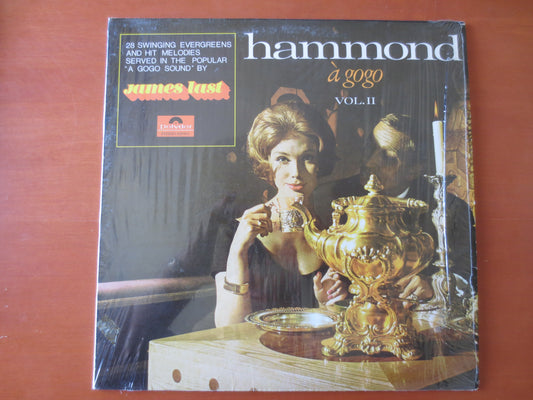 28 SWINGING EVERGREENS
AND HIT MELODIES
SERVED IN THE POPULAR
"A GOGO SOUND" BY
james last
Polydor
hammond
à gogo
VOL. II